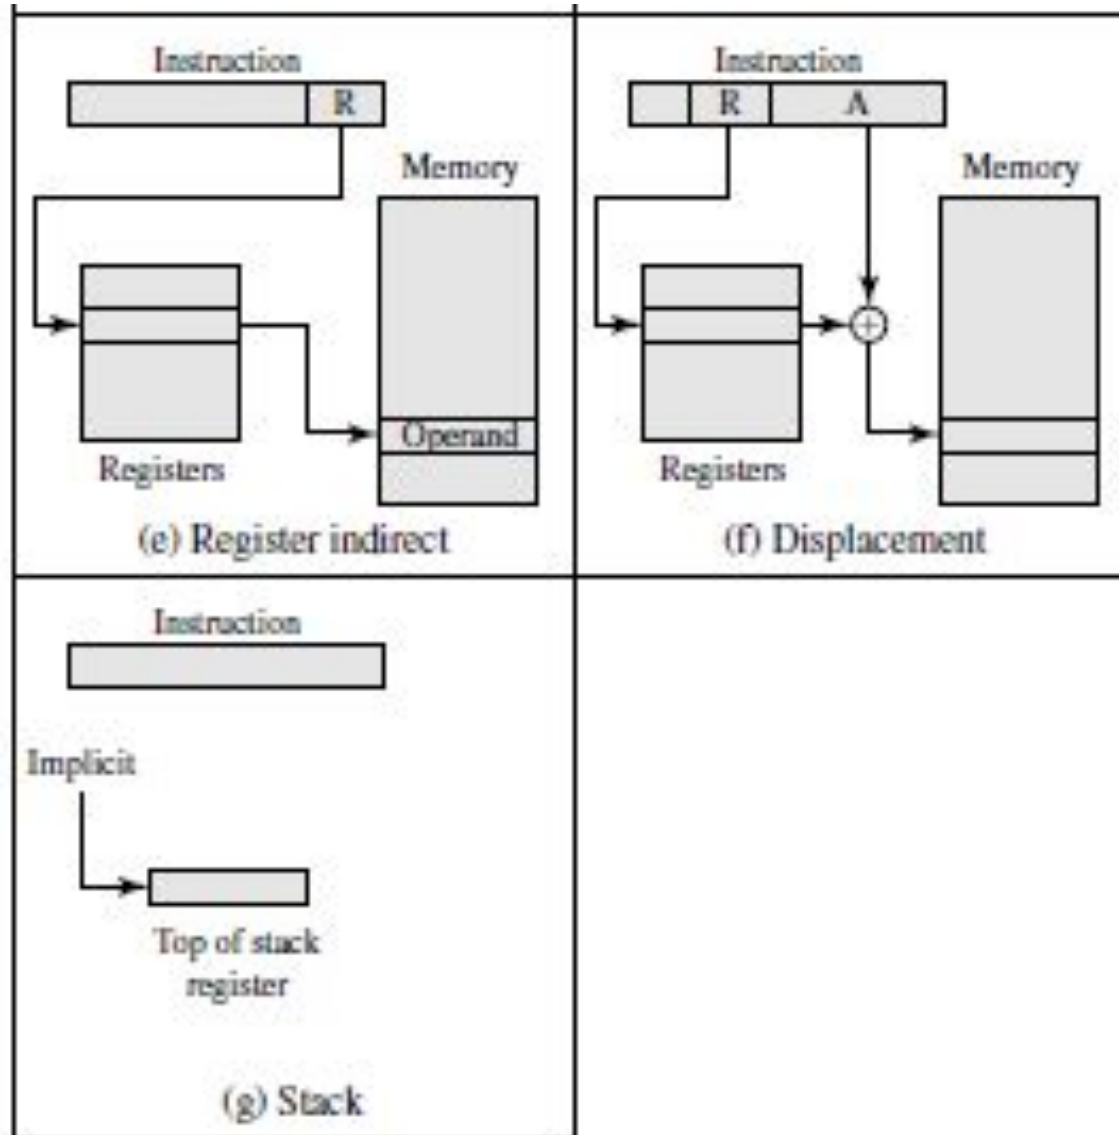 Instruction
R
Memory
Operand
Registers
(e) Register indirect
Instruction
R A
Memory
Registers
(f) Displacement
Instruction
Implicit
Top of stack
register
(g) Stack